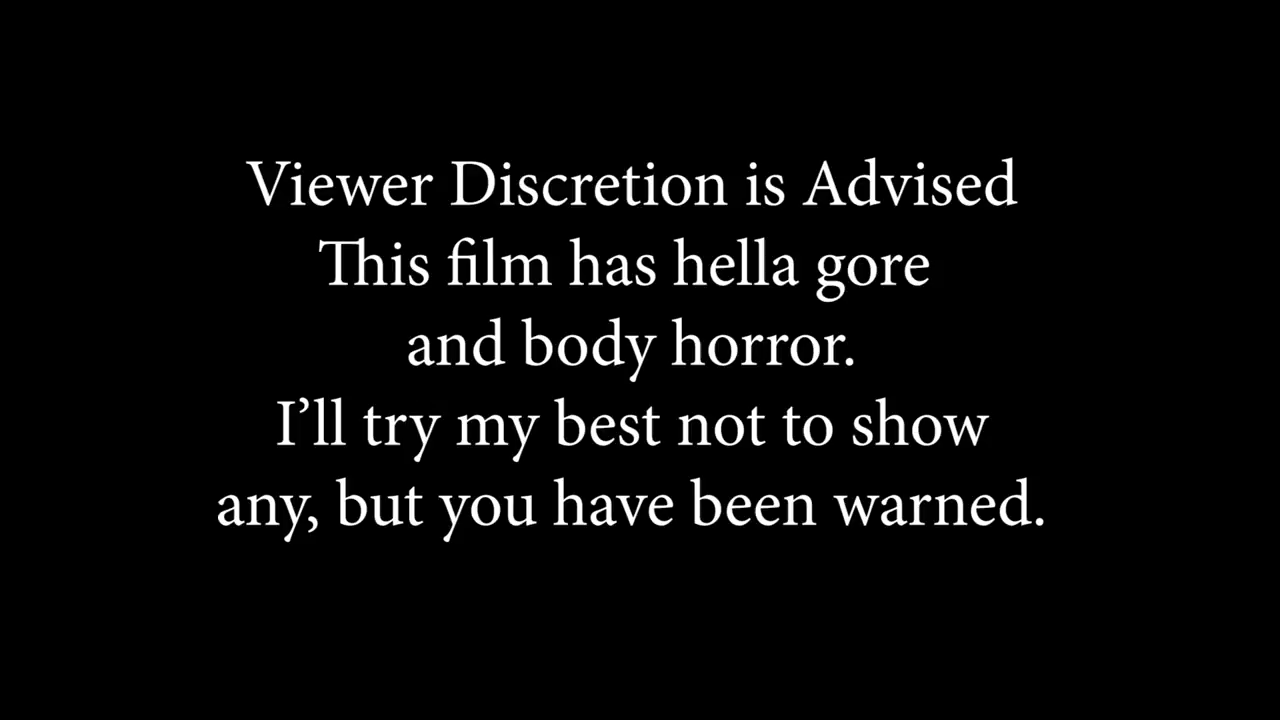 Viewer Discretion is Advised
This film has hella gore
and body horror.
I’ll try my best not to show
any, but you have been warned.